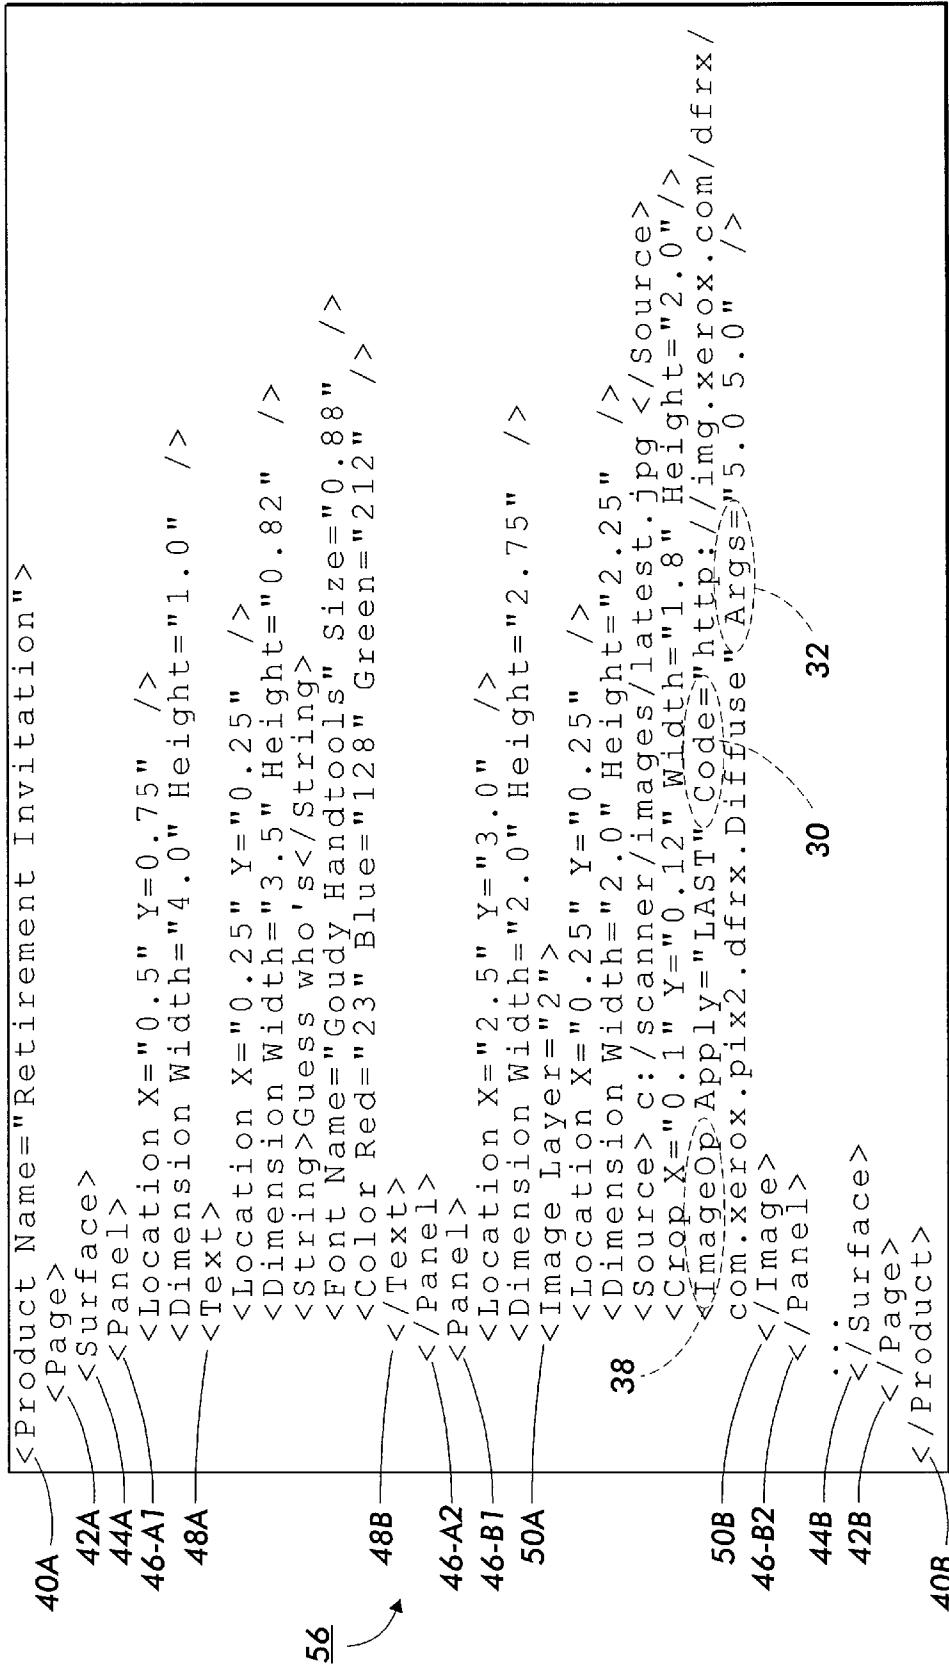 40A <Product Name="Retirement Invitation">
42A <Page>
44A <Surface>
46-A1 <Panel>
<Location X="0.5" Y=0.75" />
<Dimension Width="4.0" Height="1.0" />
48A <Text>
<Location X="0.25" Y="0.25" />
<Dimension Width="3.5" Height="0.82" />
<String>Guess who's</String>
<Font Name="Goudy Handtools" Size="0.88" />
<Color Red="23" Blue="128" Green="212" />
48B </Text>
46-A2 </Panel>
46-B1 <Panel>
<Location X="2.5" Y="3.0" />
<Dimension Width="2.0" Height="2.75" />
50A <Image Layer="2">
<Location X="0.25" Y="0.25" />
<Dimension Width="2.0" Height="2.25" />
<Source> c:/scanner/images/latest.jpg </Source>
<Crop X="0.1" Y="0.12" Width="1.8" Height="2.0"/>
<ImageOp Apply="LAST" Code="http://img.xerox.com/dfrx/
com.xerox.pix2.dfrx.Diffuse" Args="5.0 5.0" />
50B </Image>
46-B2 </Panel>
...
44B </Surface>
42B </Page>
40B </Product>
56
38
30
32